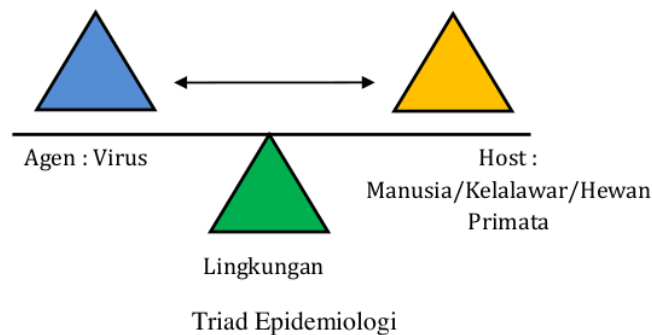 Agen : Virus
Host :
Manusia/Kelalawar/Hewan
Primata
Lingkungan
Triad Epidemiologi